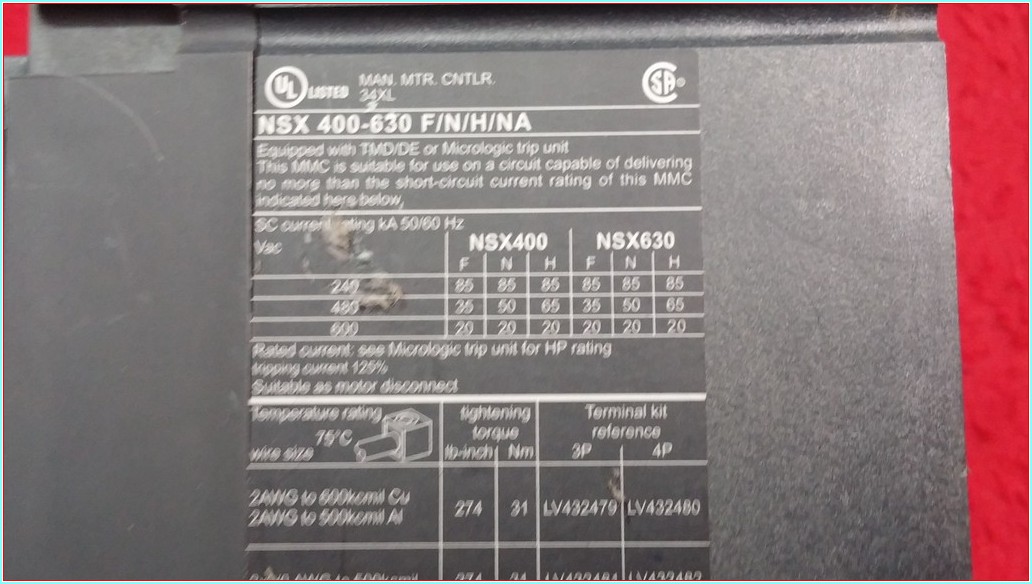 UL LISTED MAN. MTR. CNTLR.
34XL
SA
NSX 400-630 F/N/H/NA
Equipped with TMD/DE or Micrologic trip unit
This MMC is suitable for use on a circuit capable of delivering
no more than the short-circuit current rating of this MMC
indicated here below,
SC current rating kA 50/60 Hz
Vac NSX400 NSX630
F N H F N H
240 85 85 85 85 85 85
480 35 50 65 35 50 65
600 20 20 20 20 20 20
Rated current: see Micrologic trip unit for HP rating
tripping current 125%
Suitable as motor disconnect
Temperature rating tightening Terminal kit
75°C torque reference
wire size lb-inch Nm 3P 4P
2AWG to 600kcmil Cu
2AWG to 500kcmil Al 274 31 LV432479 LV432480